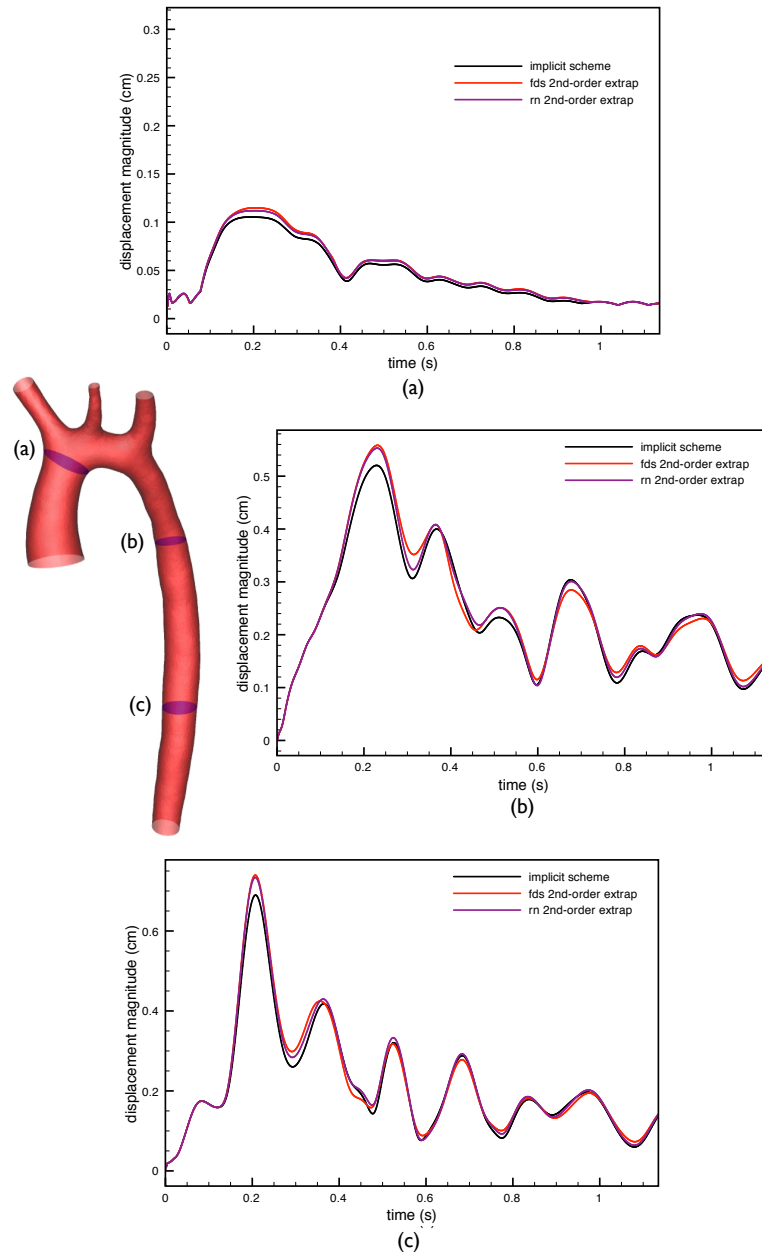 0.3
0.25
0.2
0.15
0.1
0.05
0
displacement magnitude (cm)
implicit scheme
fds 2nd-order extrap
rn 2nd-order extrap
0 0.2 0.4 0.6 0.8 1
time (s)
(a)
(a)
(b)
(c)
0.5
0.4
0.3
0.2
0.1
0
displacement magnitude (cm)
implicit scheme
fds 2nd-order extrap
rn 2nd-order extrap
0 0.2 0.4 0.6 0.8 1
time (s)
(b)
0.6
0.4
0.2
0
displacement magnitude (cm)
implicit scheme
fds 2nd-order extrap
rn 2nd-order extrap
0 0.2 0.4 0.6 0.8 1
time (s)
(c)